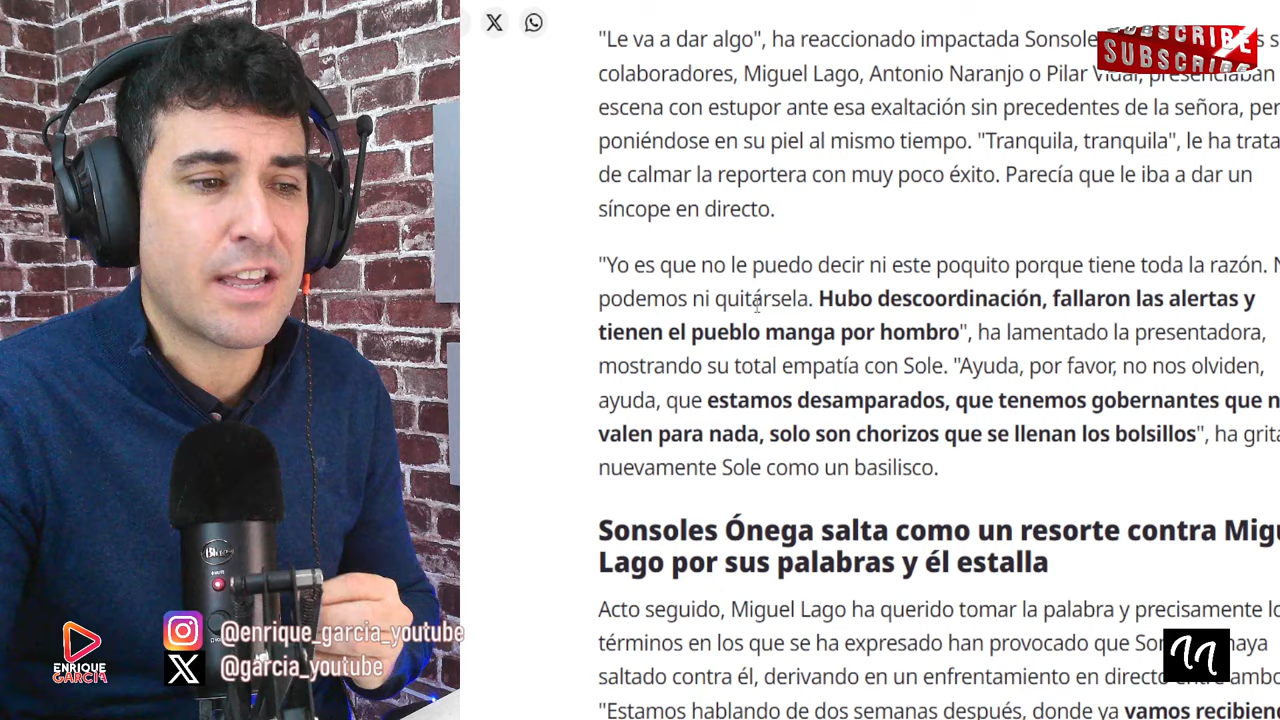 "Le va a dar algo", ha reaccionado impactada
colaboradores, Miguel Lago, Antonio Naranjo o Pilar Vidal, presenciaban
escena con estupor ante esa exaltación sin precedentes de la señora,
poniéndose en su piel al mismo tiempo. "Tranquila, tranquila", le ha
de calmar la reportera con muy poco éxito. Parecía que le iba a dar un
síncope en directo.
"Yo es que no le puedo decir ni este poquito porque tiene toda la razón.
podemos ni quitársela. Hubo descoordinación, fallaron las alertas y
tienen el pueblo manga por hombro", ha lamentado la presentadora,
mostrando su total empatía con Sole. "Ayuda, por favor, no nos olviden,
ayuda, que estamos desamparados, que tenemos gobernantes que
valen para nada, solo son chorizos que se llenan los bolsillos", ha
nuevamente Sole como un basilisco.
Sonsoles Ónega salta como un resorte contra
Lago por sus palabras y él estalla
Acto seguido, Miguel Lago ha querido tomar la palabra y precisamente
términos en los que se ha expresado han provocado que haya
saltado contra él, derivando en un enfrentamiento en directo entre
"Estamos hablando de dos semanas después, donde ya vamos
SUBSCRIBE
SUBSCRIBE
Blue
ENRIQUE
GARCIA
@enrique_garcia_youtube
@garcia_youtube